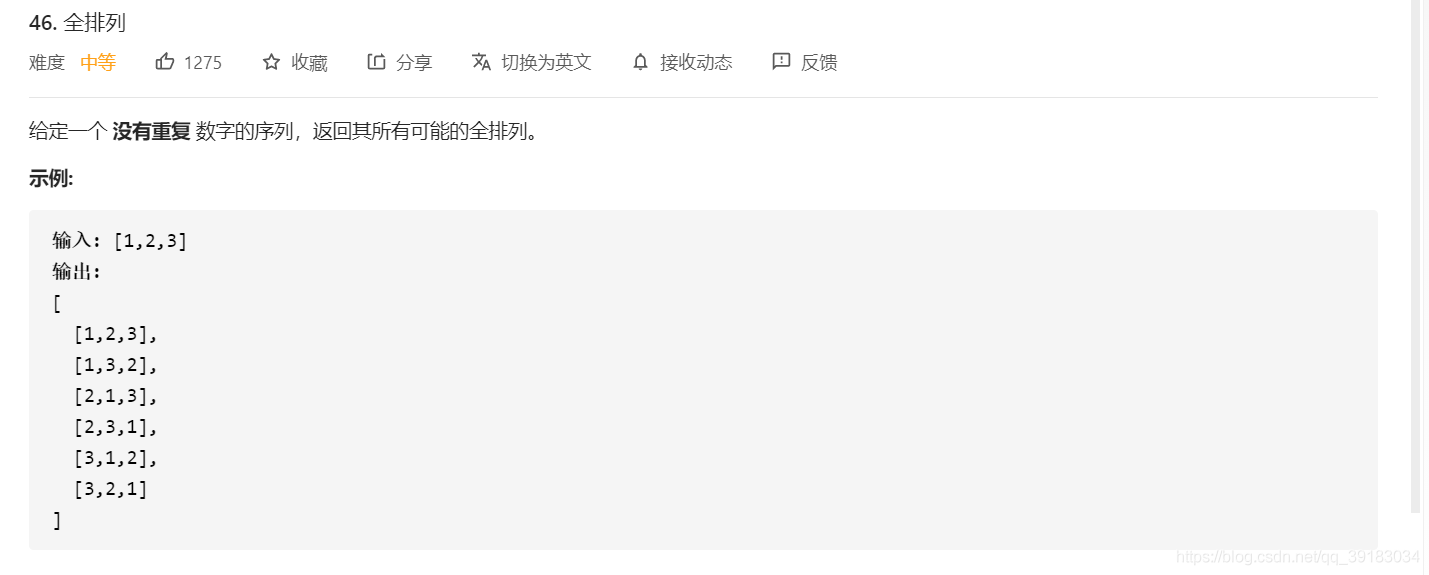 46. 全排列
难度 中等 1275 收藏 分享 切换为英文 接收动态 反馈
给定一个 没有重复 数字的序列，返回其所有可能的全排列。
示例:
输入: [1,2,3]
输出:
[
[1,2,3],
[1,3,2],
[2,1,3],
[2,3,1],
[3,1,2],
[3,2,1]
]
https://blog.csdn.net/qq_39183034